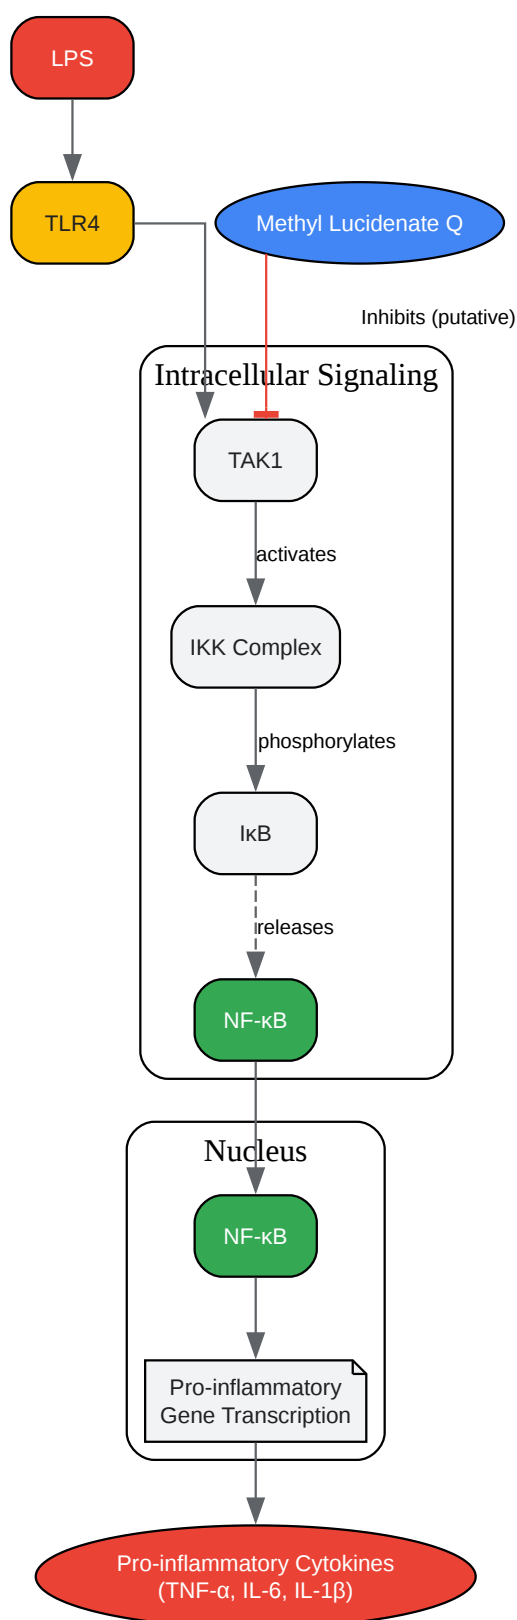 LPS
TLR4
Methyl Lucidenate Q
Inhibits (putative)
Intracellular Signaling
TAK1
activates
IKK Complex
phosphorylates
IκB
releases
NF-κB
Nucleus
NF-κB
Pro-inflammatory
Gene Transcription
Pro-inflammatory Cytokines
(TNF-α, IL-6, IL-1β)